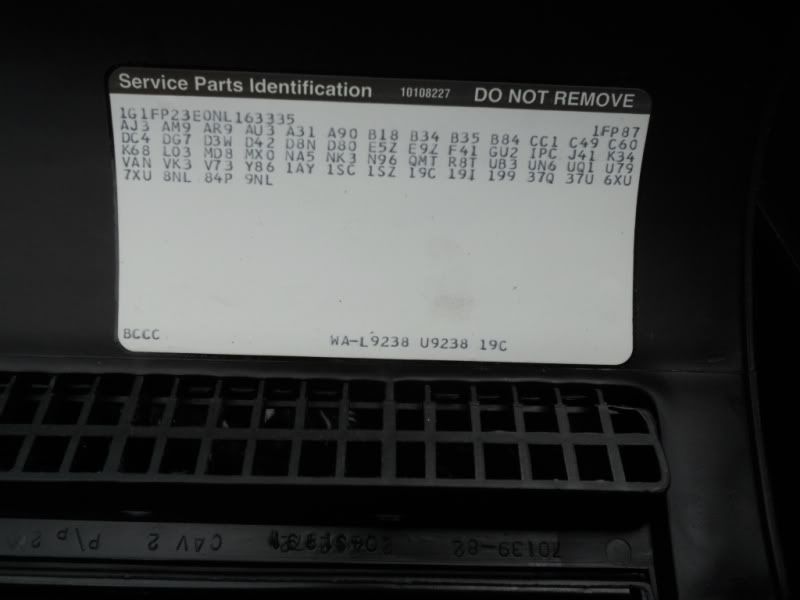 Service Parts Identification 10108227 DO NOT REMOVE
1G1FP23E0NL163335 1FP87
AJ3 AM9 AR9 AU3 A31 A90 B18 B34 B35 B84 CC1 C49 C60
DC4 DG7 D3W D42 D8N D80 E5Z E9Z F41 GU2 IPC J41 K34
K68 LO3 MD8 MX0 NA5 NK3 N96 QMT R8T UB3 UN6 UQ1 U79
VAN VK3 V73 Y86 1AY 1SC 1SZ 19C 19I 199 37Q 37U 6XU
7XU 8NL 84P 9NL
BCCC WA-L9238 U9238 19C
70139-82 CAV 2 P/p